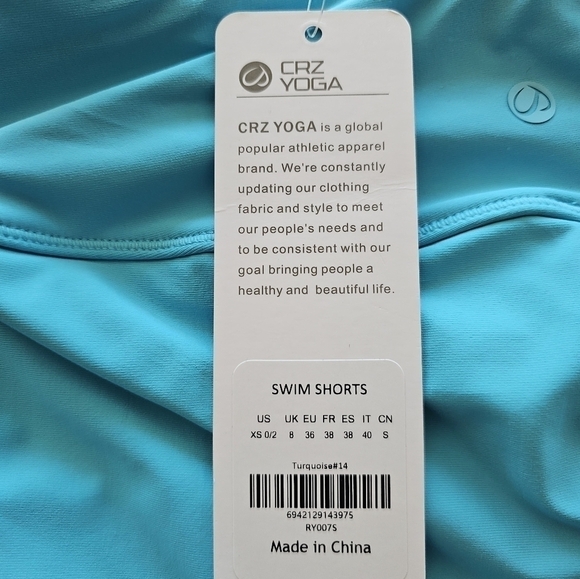 CRZ
YOGA
CRZ YOGA is a global
popular athletic apparel
brand. We're constantly
updating our clothing
fabric and style to meet
our people's needs and
to be consistent with our
goal bringing people a
healthy and beautiful life.
SWIM SHORTS
US UK EU FR ES IT CN
XS 0/2 8 36 38 38 40 S
Turquoise#14
6942129143975
RY007S
Made in China